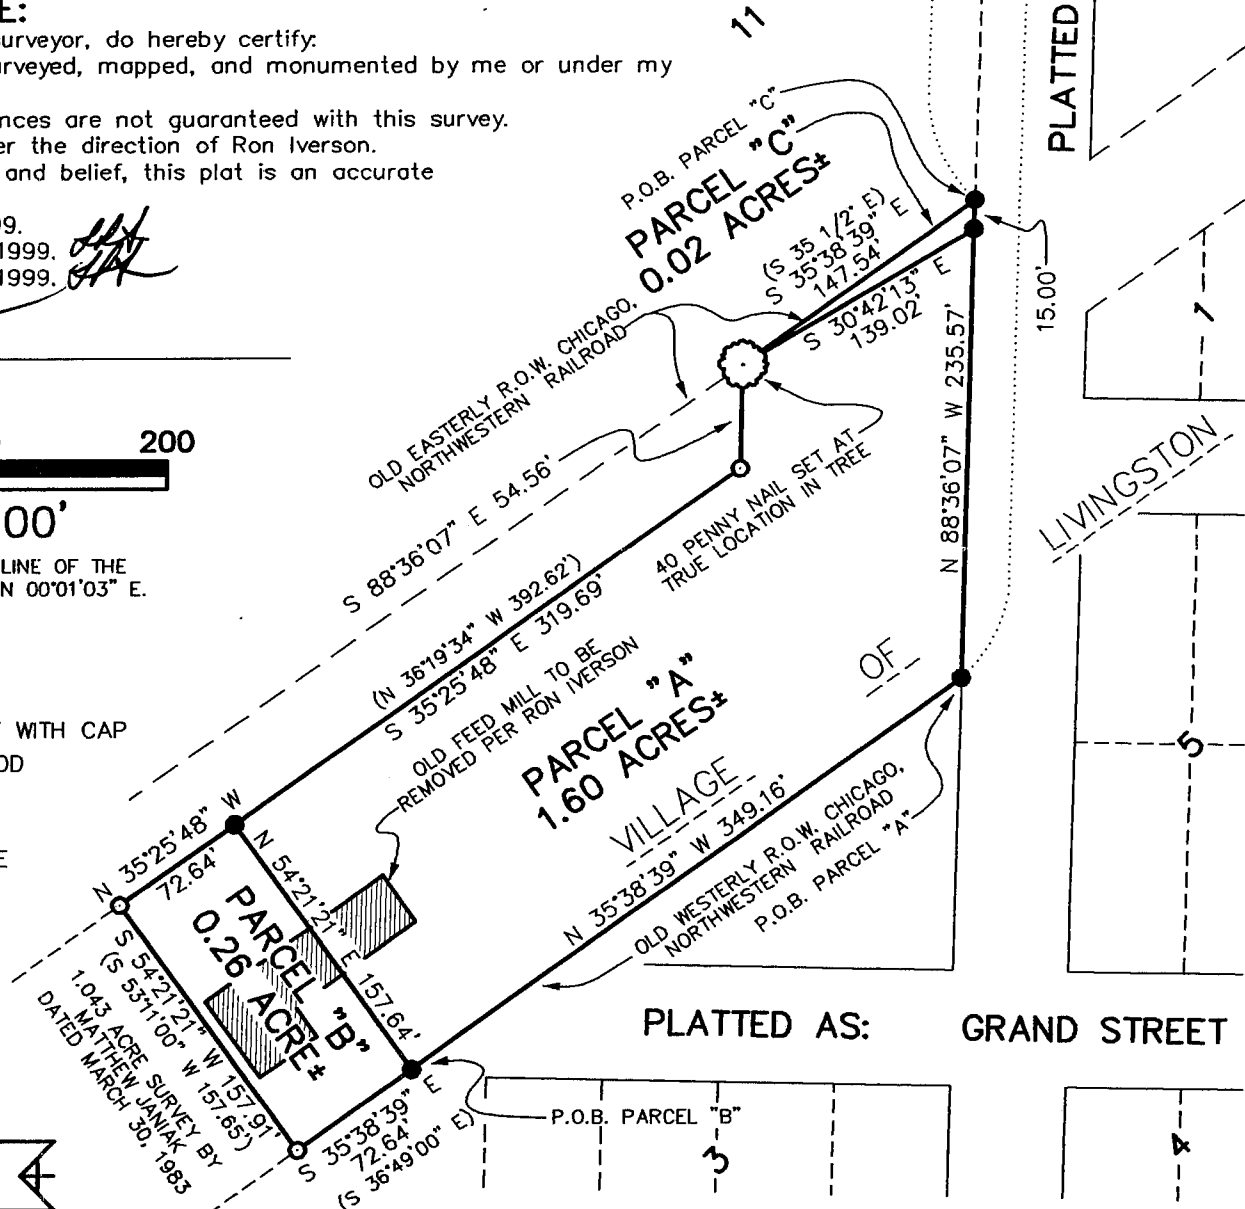 E:
urveyor, do hereby certify:
rveyed, mapped, and monumented by me or under my
nces are not guaranteed with this survey.
er the direction of Ron Iverson.
and belief, this plat is an accurate
99.
1999.
1999.
200
00'
LINE OF THE
N 00°01'03" E.
WITH CAP
OD
E
11
PLATTED
P.O.B. PARCEL "C"
PARCEL "C"
0.02 ACRES±
(S 35 1/2° E)
S 35°38'39" E
147.54'
S 30°42'13" E
139.02'
15.00'
N 88°36'07" W 235.57'
1
OLD EASTERLY R.O.W. CHICAGO,
NORTHWESTERN RAILROAD
S 88°36'07" E 54.56'
40 PENNY NAIL SET AT
TRUE LOCATION IN TREE
LIVINGSTON
(N 36°19'34" W 392.62')
S 35°25'48" E 319.69'
OLD FEED MILL TO BE
REMOVED PER RON IVERSON
PARCEL "A"
1.60 ACRES±
OF
VILLAGE
5
N 35°38'39" W 349.16'
OLD WESTERLY R.O.W. CHICAGO,
NORTHWESTERN RAILROAD
P.O.B. PARCEL "A"
N 35°25'48" W
72.64'
N 54°21'21" E 157.64'
PARCEL "B"
0.26 ACRE±
S 54°21'21" W 157.91'
(S 53°11'00" W 157.65')
1.043 ACRE SURVEY BY
MATTHEW JANIAK
DATED MARCH 30, 1983
S 35°38'39" E
72.64'
(S 36°49'00" E)
P.O.B. PARCEL "B"
PLATTED AS: GRAND STREET
3
4